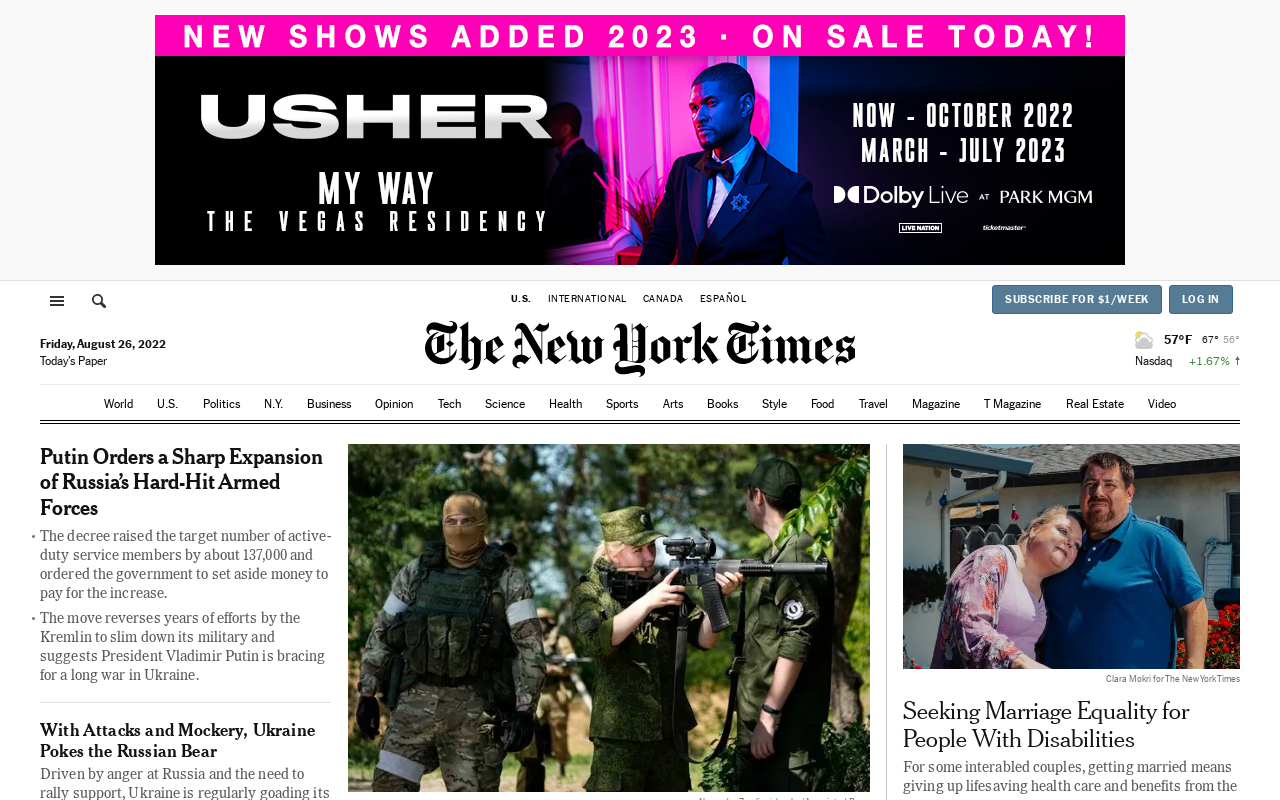 NEW SHOWS ADDED 2023 · ON SALE TODAY!
USHER
MY WAY
THE VEGAS RESIDENCY
NOW - OCTOBER 2022
MARCH - JULY 2023
Dolby Live AT PARK MGM
LIVE NATION ticketmaster
U.S. INTERNATIONAL CANADA ESPAÑOL
SUBSCRIBE FOR $1/WEEK LOG IN
Friday, August 26, 2022
Today's Paper
The New York Times
57°F 67° 56°
Nasdaq +1.67% ↑
World U.S. Politics N.Y. Business Opinion Tech Science Health Sports Arts Books Style Food Travel Magazine T Magazine Real Estate Video
Putin Orders a Sharp Expansion
of Russia's Hard-Hit Armed
Forces
• The decree raised the target number of active-
duty service members by about 137,000 and
ordered the government to set aside money to
pay for the increase.
• The move reverses years of efforts by the
Kremlin to slim down its military and
suggests President Vladimir Putin is bracing
for a long war in Ukraine.
With Attacks and Mockery, Ukraine
Pokes the Russian Bear
Driven by anger at Russia and the need to
rally support, Ukraine is regularly goading its
Clara Mokri for The New York Times
Seeking Marriage Equality for
People With Disabilities
For some interabled couples, getting married means
giving up lifesaving health care and benefits from the